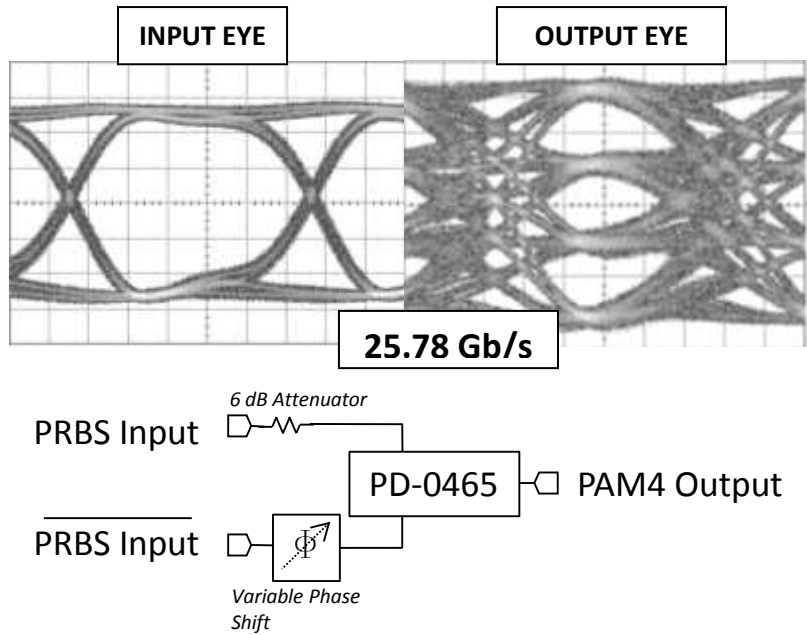 INPUT EYE
OUTPUT EYE
25.78 Gb/s
6 dB Attenuator
PRBS Input
PD-0465
PAM4 Output
PRBS Input
Φ
Variable Phase
Shift